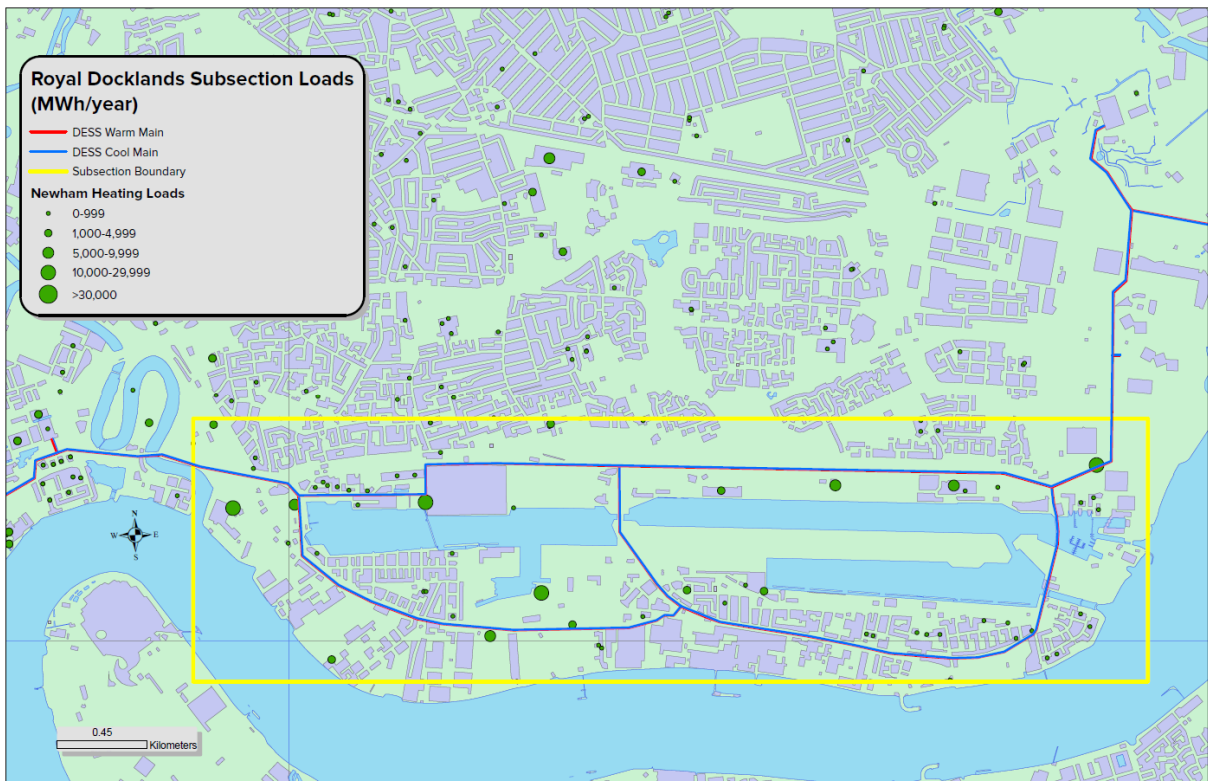 Royal Docklands Subsection Loads
(MWh/year)
DESS Warm Main
DESS Cool Main
Subsection Boundary
Newham Heating Loads
0-999
1,000-4,999
5,000-9,999
10,000-29,999
>30,000
N
W E
S
0.45
Kilometers